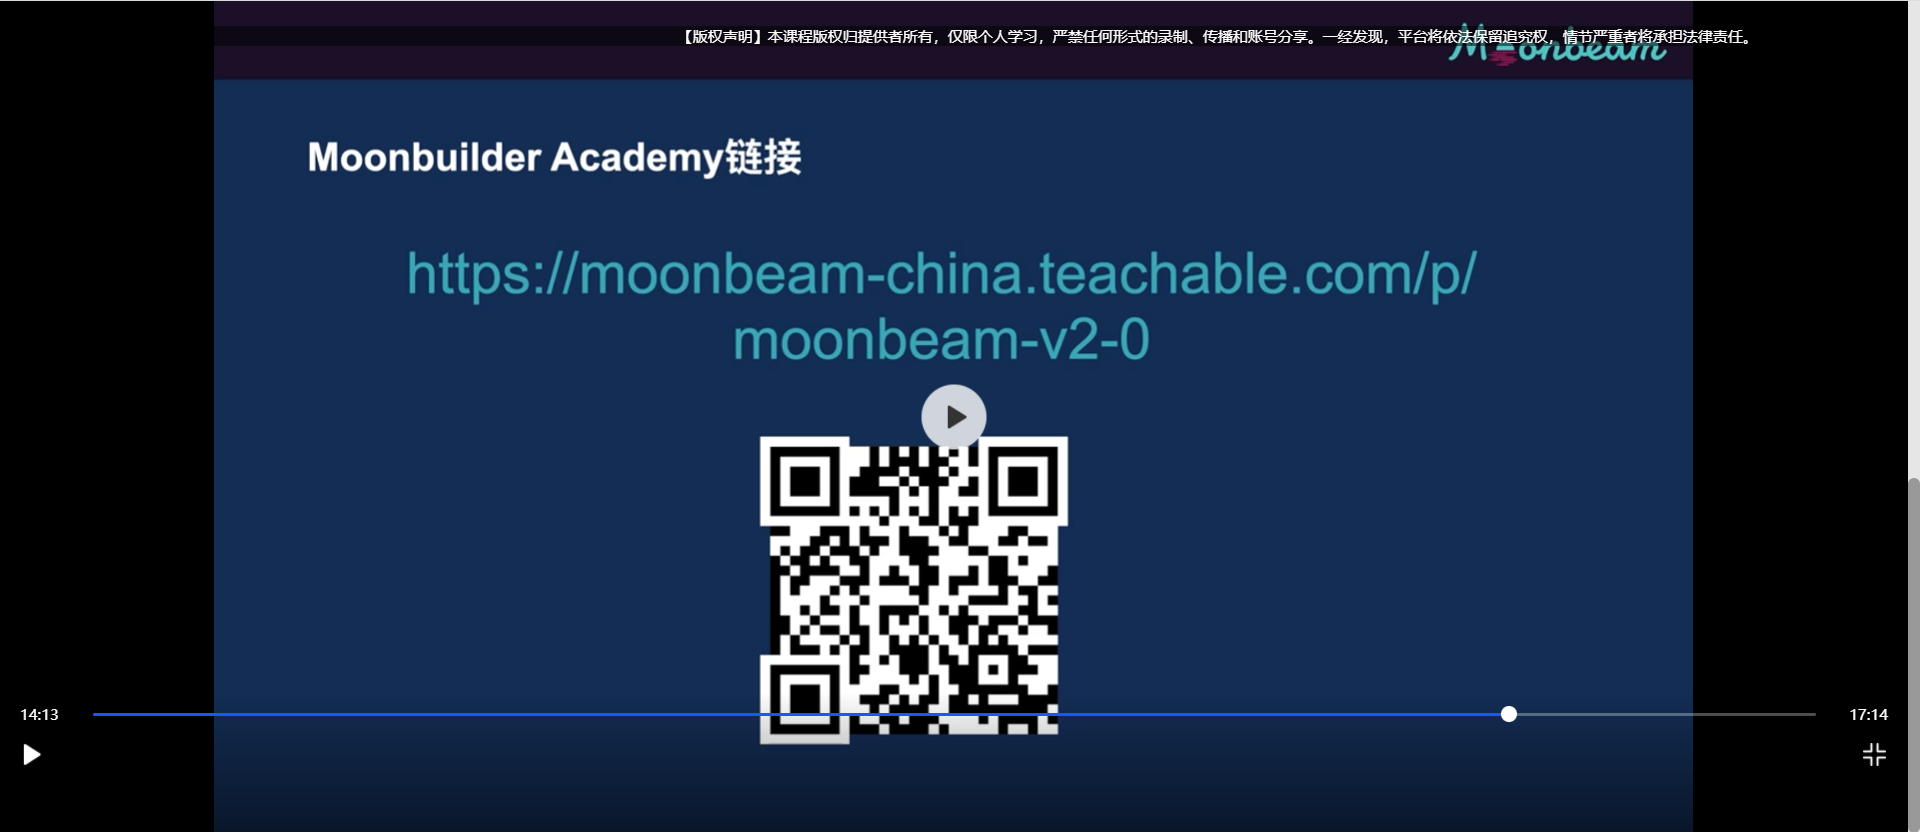 【版权声明】本课程版权归提供者所有，仅限个人学习，严禁任何形式的录制、传播和账号分享。一经发现，平台将依法保留追究权，情节严重者将承担法律责任。
Moonbeam
Moonbuilder Academy链接
https://moonbeam-china.teachable.com/p/
moonbeam-v2-0
14:13
17:14